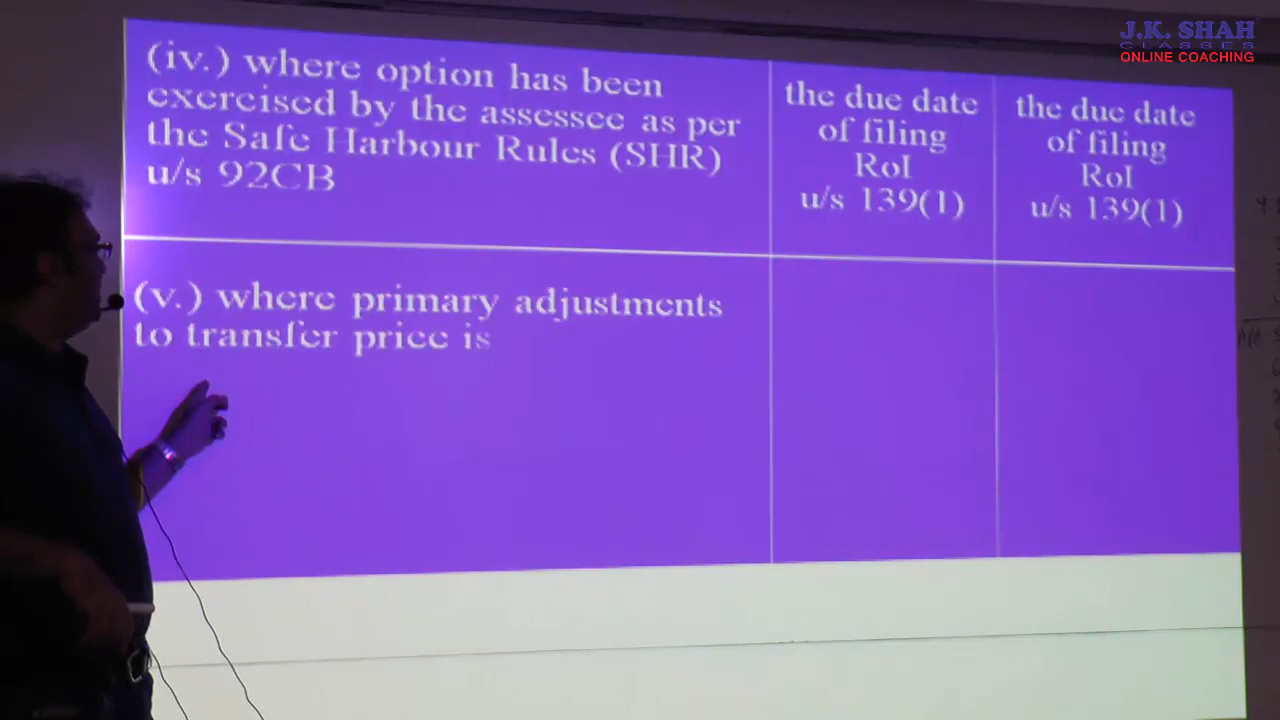 J.K. SHAH
CLASSES
ONLINE COACHING
(iv.) where option has been
exercised by the assessee as per
the Safe Harbour Rules (SHR)
u/s 92CB
the due date
of filing
RoI
u/s 139(1)
the due date
of filing
RoI
u/s 139(1)
(v.) where primary adjustments
to transfer price is